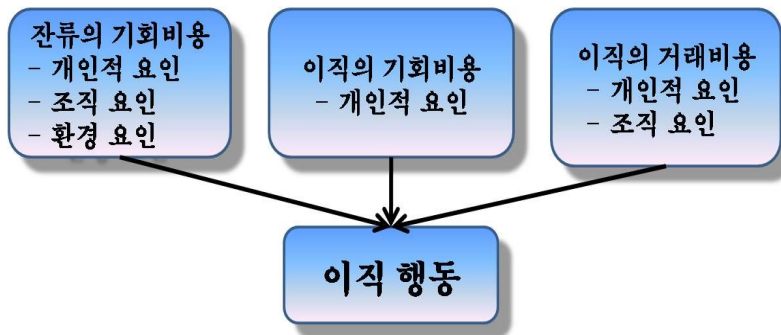 잔류의 기회비용
- 개인적 요인
- 조직 요인
- 환경 요인
이직의 기회비용
- 개인적 요인
이직의 거래비용
- 개인적 요인
- 조직 요인
이직 행동